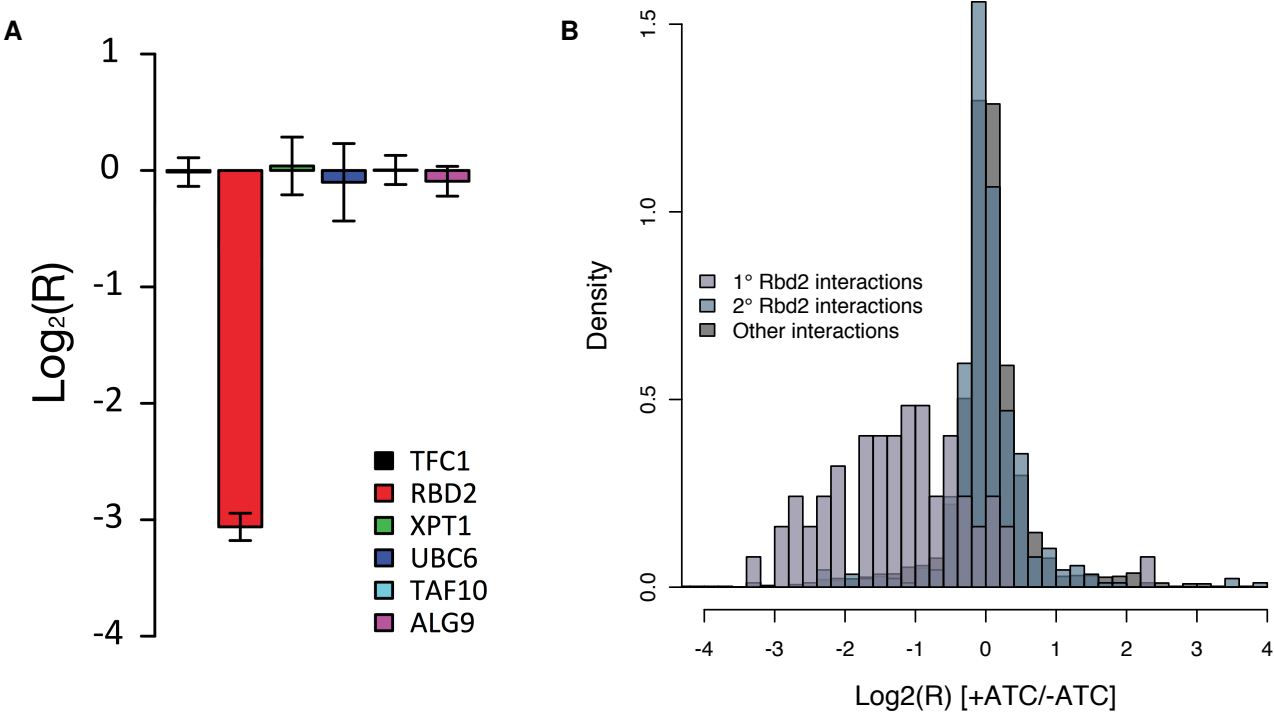 A
Log2(R)
1
0
-1
-2
-3
-4
TFC1
RBD2
XPT1
UBC6
TAF10
ALG9
B
Density
1.5
1.0
0.5
0.0
1° Rbd2 interactions
2° Rbd2 interactions
Other interactions
-4 -3 -2 -1 0 1 2 3 4
Log2(R) [+ATC/-ATC]